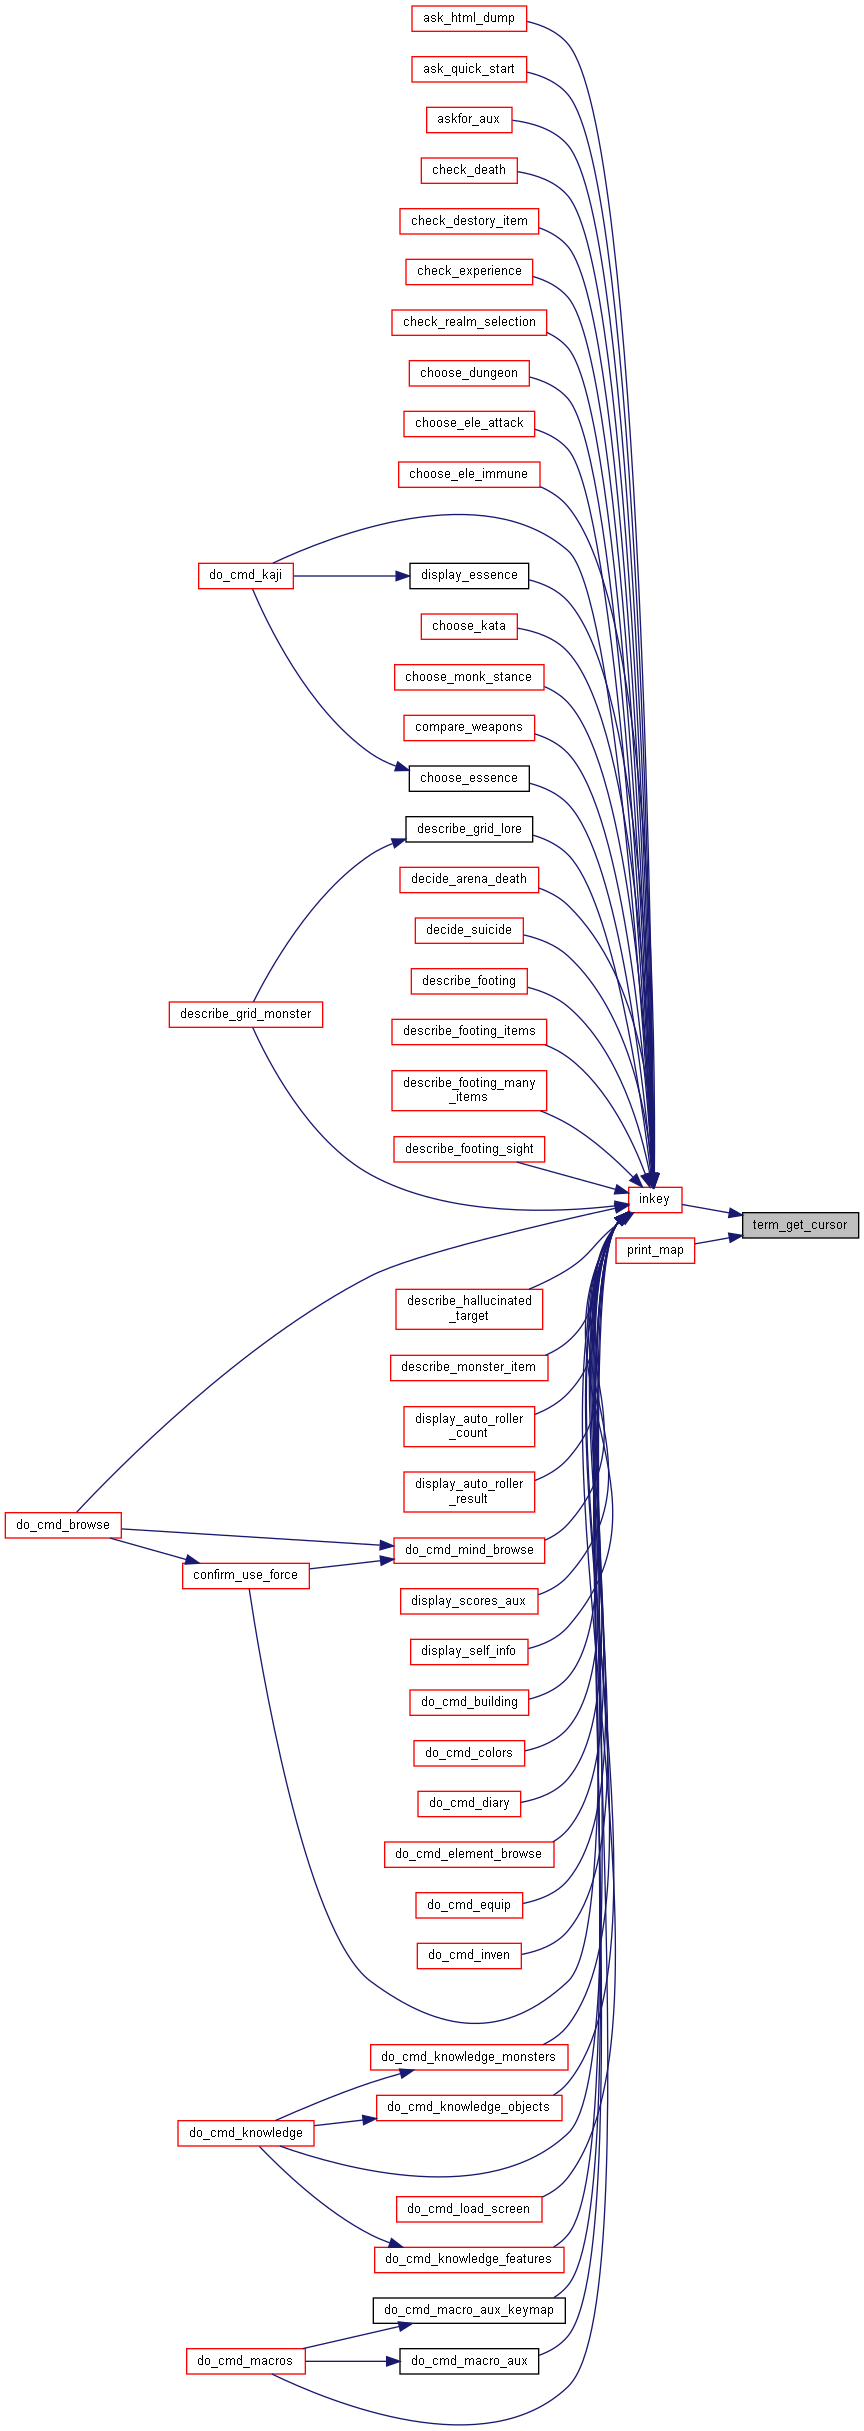 ask_html_dump
ask_quick_start
askfor_aux
check_death
check_destory_item
check_experience
check_realm_selection
choose_dungeon
choose_ele_attack
choose_ele_immune
do_cmd_kaji
display_essence
choose_kata
choose_monk_stance
compare_weapons
choose_essence
describe_grid_lore
decide_arena_death
decide_suicide
describe_footing
describe_grid_monster
describe_footing_items
describe_footing_many
_items
describe_footing_sight
inkey
term_get_cursor
print_map
describe_hallucinated
_target
describe_monster_item
display_auto_roller
_count
display_auto_roller
_result
do_cmd_browse
do_cmd_mind_browse
confirm_use_force
display_scores_aux
display_self_info
do_cmd_building
do_cmd_colors
do_cmd_diary
do_cmd_element_browse
do_cmd_equip
do_cmd_inven
do_cmd_knowledge_monsters
do_cmd_knowledge_objects
do_cmd_knowledge
do_cmd_load_screen
do_cmd_knowledge_features
do_cmd_macro_aux_keymap
do_cmd_macros
do_cmd_macro_aux